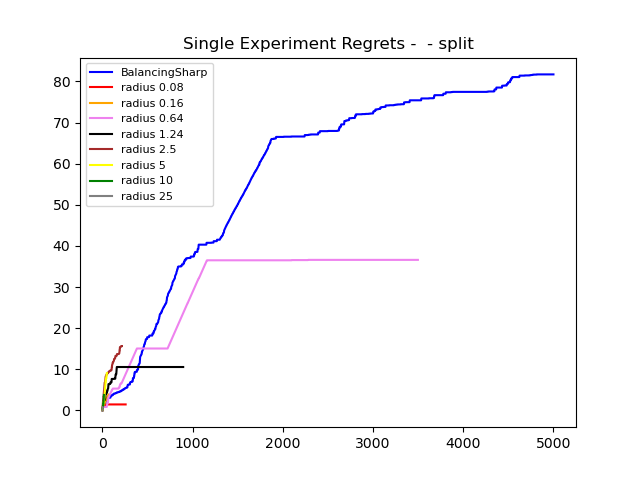 Single Experiment Regrets -  - split
BalancingSharp
radius 0.08
radius 0.16
radius 0.64
radius 1.24
radius 2.5
radius 5
radius 10
radius 25
80
70
60
50
40
30
20
10
0
0 1000 2000 3000 4000 5000